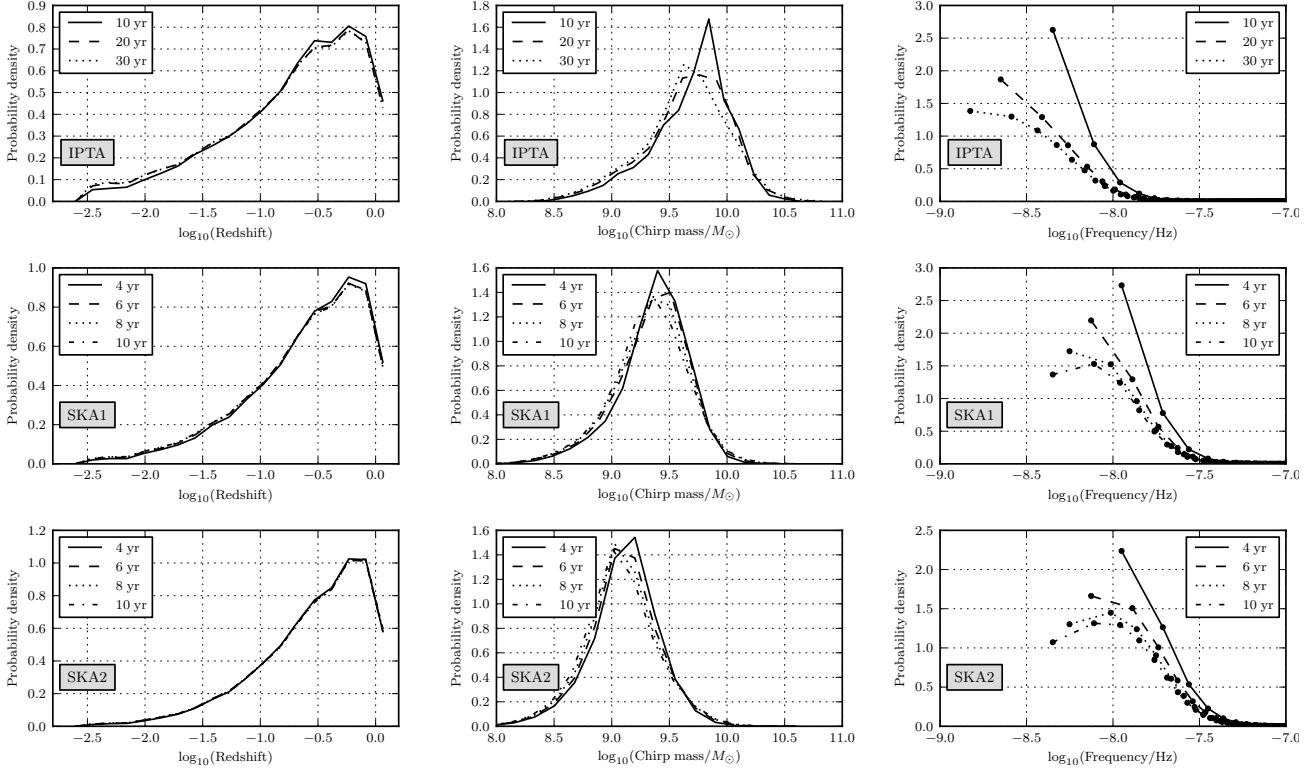 0.9
0.8
0.7
0.6
0.5
0.4
0.3
0.2
0.1
0.0
Probability density
10 yr
20 yr
30 yr
IPTA
−2.5 −2.0 −1.5 −1.0 −0.5 0.0
log₁₀(Redshift)
1.8
1.6
1.4
1.2
1.0
0.8
0.6
0.4
0.2
0.0
Probability density
10 yr
20 yr
30 yr
IPTA
8.0 8.5 9.0 9.5 10.0 10.5 11.0
log₁₀(Chirp mass/M☉)
3.0
2.5
2.0
1.5
1.0
0.5
0.0
Probability density
10 yr
20 yr
30 yr
IPTA
−9.0 −8.5 −8.0 −7.5 −7.0
log₁₀(Frequency/Hz)
1.0
0.8
0.6
0.4
0.2
0.0
Probability density
4 yr
6 yr
8 yr
10 yr
SKA1
−2.5 −2.0 −1.5 −1.0 −0.5 0.0
log₁₀(Redshift)
1.6
1.4
1.2
1.0
0.8
0.6
0.4
0.2
0.0
Probability density
4 yr
6 yr
8 yr
10 yr
SKA1
8.0 8.5 9.0 9.5 10.0 10.5 11.0
log₁₀(Chirp mass/M☉)
3.0
2.5
2.0
1.5
1.0
0.5
0.0
Probability density
4 yr
6 yr
8 yr
10 yr
SKA1
−9.0 −8.5 −8.0 −7.5 −7.0
log₁₀(Frequency/Hz)
1.2
1.0
0.8
0.6
0.4
0.2
0.0
Probability density
4 yr
6 yr
8 yr
10 yr
SKA2
−2.5 −2.0 −1.5 −1.0 −0.5 0.0
log₁₀(Redshift)
1.6
1.4
1.2
1.0
0.8
0.6
0.4
0.2
0.0
Probability density
4 yr
6 yr
8 yr
10 yr
SKA2
8.0 8.5 9.0 9.5 10.0 10.5 11.0
log₁₀(Chirp mass/M☉)
2.5
2.0
1.5
1.0
0.5
0.0
Probability density
4 yr
6 yr
8 yr
10 yr
SKA2
−9.0 −8.5 −8.0 −7.5 −7.0
log₁₀(Frequency/Hz)